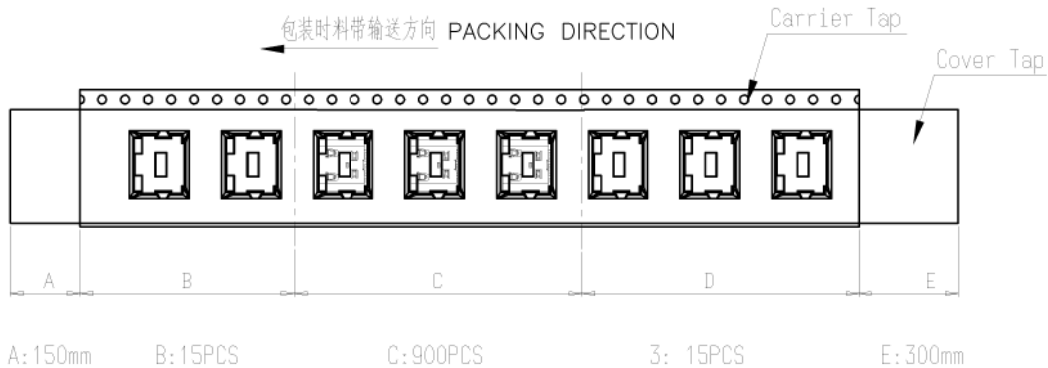 包装时料带输送方向 PACKING DIRECTION
Carrier Tap
Cover Tap
A B C D E
A:150mm B:15PCS C:900PCS 3: 15PCS E:300mm